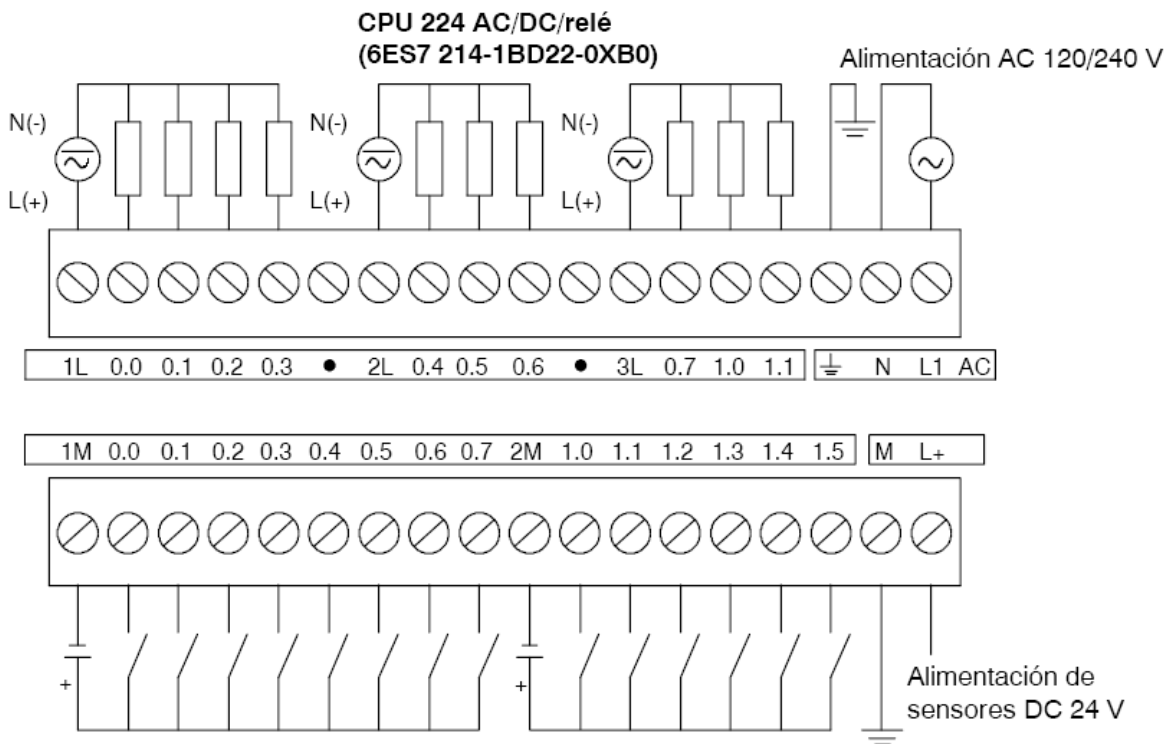 CPU 224 AC/DC/relé
(6ES7 214-1BD22-0XB0)
Alimentación AC 120/240 V
N(-) N(-) N(-)
L(+) L(+) L(+)
1L 0.0 0.1 0.2 0.3 ● 2L 0.4 0.5 0.6 ● 3L 0.7 1.0 1.1 ⏚ N L1 AC
1M 0.0 0.1 0.2 0.3 0.4 0.5 0.6 0.7 2M 1.0 1.1 1.2 1.3 1.4 1.5 M L+
+ +
Alimentación de
sensores DC 24 V